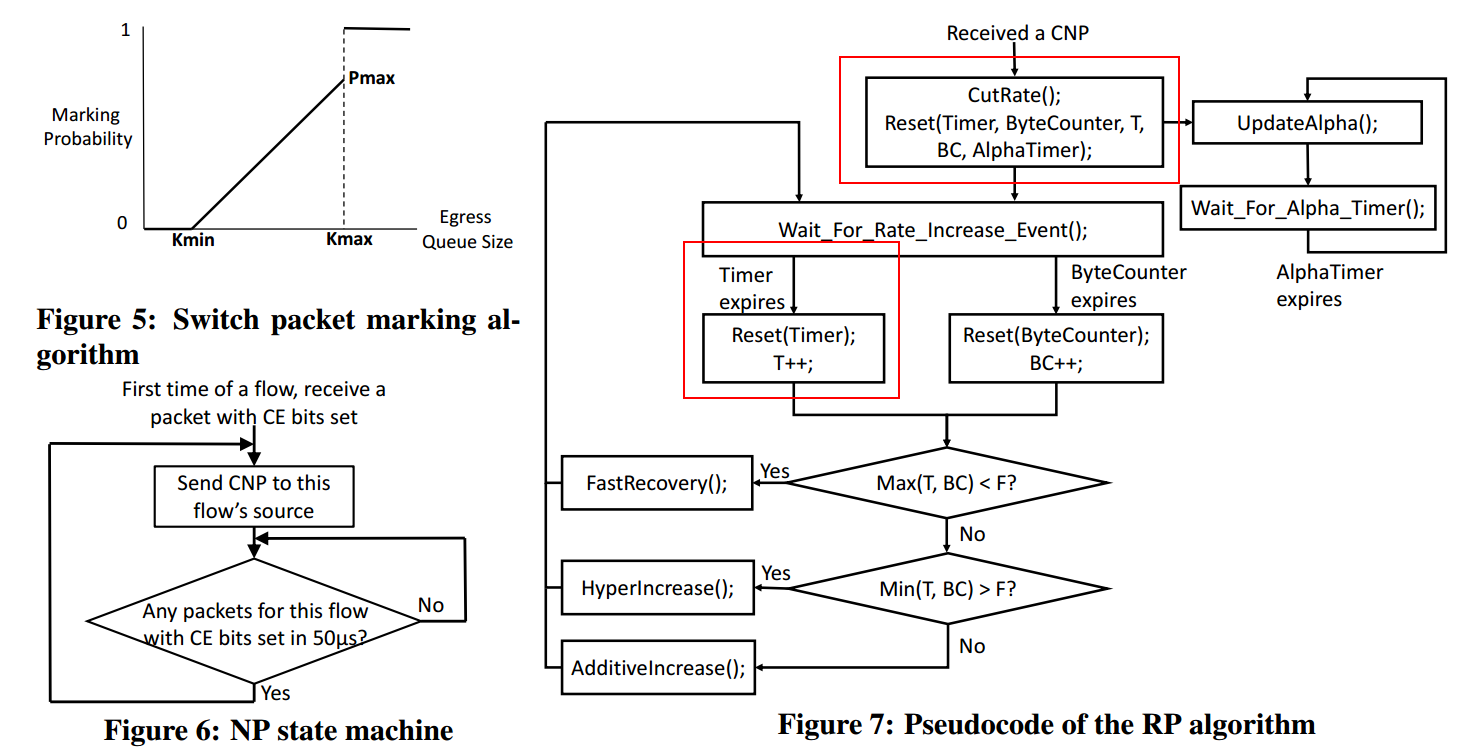 1
Pmax
Marking
Probability
0
Kmin
Kmax
Egress
Queue Size
Figure 5: Switch packet marking al-
gorithm
First time of a flow, receive a
packet with CE bits set
Send CNP to this
flow's source
Any packets for this flow
with CE bits set in 50µs?
No
Yes
Figure 6: NP state machine
Received a CNP
CutRate();
Reset(Timer, ByteCounter, T,
BC, AlphaTimer);
UpdateAlpha();
Wait_For_Alpha_Timer();
AlphaTimer
expires
Wait_For_Rate_Increase_Event();
Timer
expires
ByteCounter
expires
Reset(Timer);
T++;
Reset(ByteCounter);
BC++;
Max(T, BC) < F?
Yes
FastRecovery();
No
Min(T, BC) > F?
Yes
HyperIncrease();
No
AdditiveIncrease();
Figure 7: Pseudocode of the RP algorithm